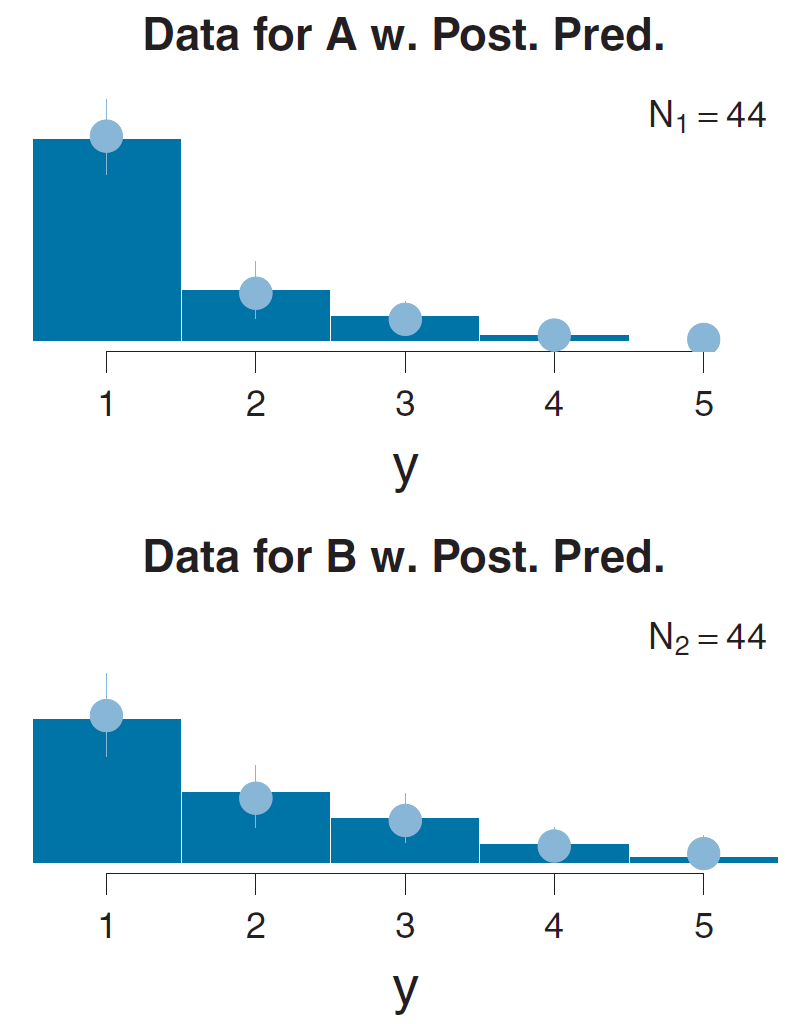 Data for A w. Post. Pred.
N₁ = 44
1 2 3 4 5
y
Data for B w. Post. Pred.
N₂ = 44
1 2 3 4 5
y